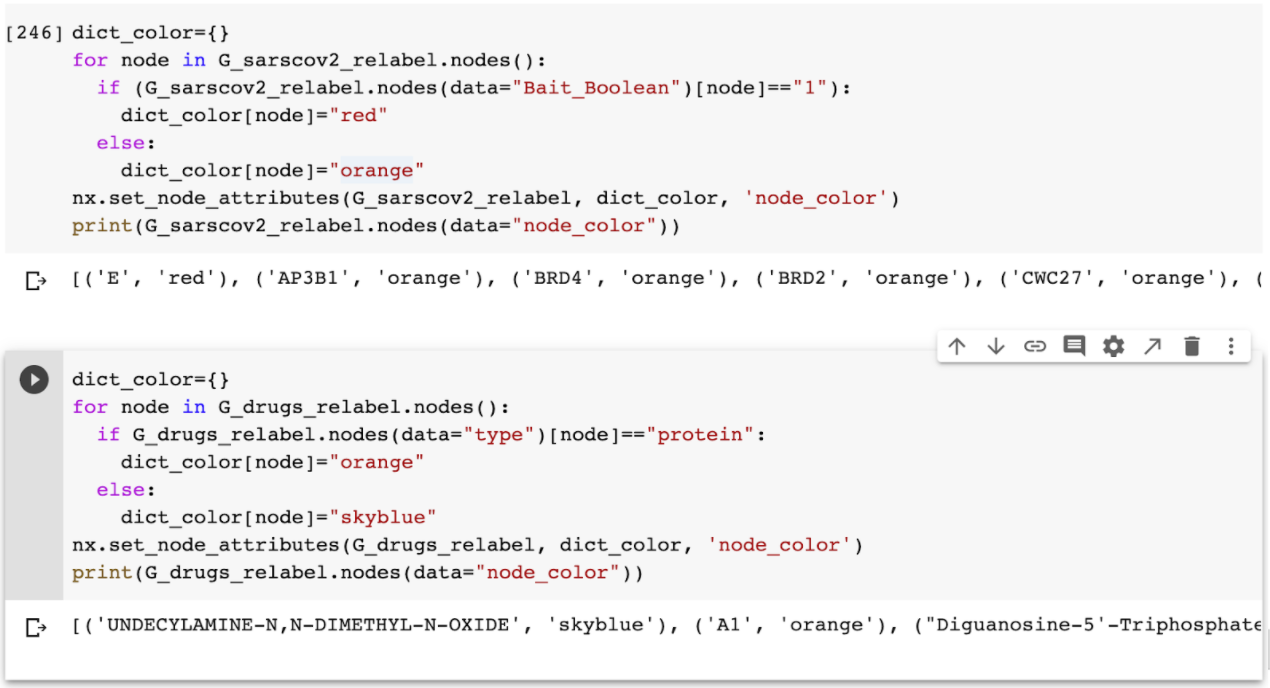 [246] dict_color={}
for node in G_sarscov2_relabel.nodes():
  if (G_sarscov2_relabel.nodes(data="Bait_Boolean")[node]=="1"):
    dict_color[node]="red"
  else:
    dict_color[node]="orange"
nx.set_node_attributes(G_sarscov2_relabel, dict_color, 'node_color')
print(G_sarscov2_relabel.nodes(data="node_color"))
[('E', 'red'), ('AP3B1', 'orange'), ('BRD4', 'orange'), ('BRD2', 'orange'), ('CWC27', 'orange'), (
dict_color={}
for node in G_drugs_relabel.nodes():
  if G_drugs_relabel.nodes(data="type")[node]=="protein":
    dict_color[node]="orange"
  else:
    dict_color[node]="skyblue"
nx.set_node_attributes(G_drugs_relabel, dict_color, 'node_color')
print(G_drugs_relabel.nodes(data="node_color"))
[('UNDECYLAMINE-N,N-DIMETHYL-N-OXIDE', 'skyblue'), ('A1', 'orange'), ("Diguanosine-5'-Triphosphate